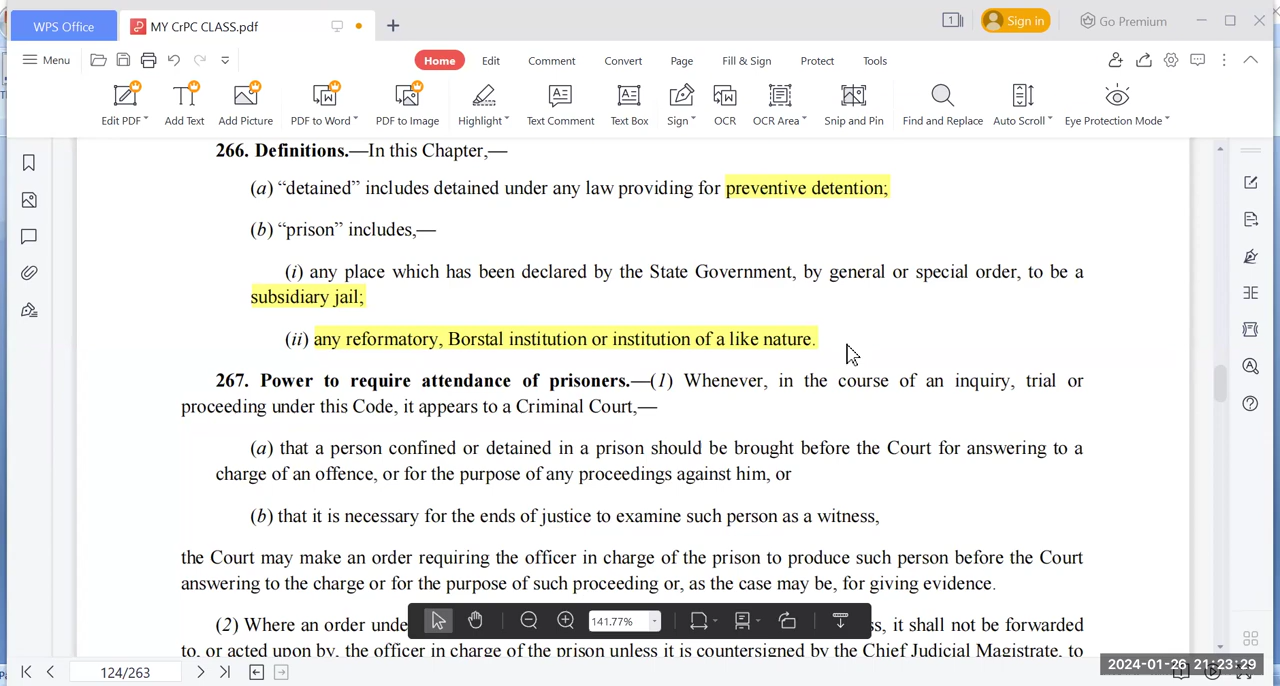 WPS Office
MY CrPC CLASS.pdf
1
Sign in
Go Premium
Menu
Home
Edit
Comment
Convert
Page
Fill & Sign
Protect
Tools
Edit PDF
Add Text
Add Picture
PDF to Word
PDF to Image
Highlight
Text Comment
Text Box
Sign
OCR
OCR Area
Snip and Pin
Find and Replace
Auto Scroll
Eye Protection Mode
266. Definitions.—In this Chapter,—
(a) “detained” includes detained under any law providing for preventive detention;
(b) “prison” includes,—
(i) any place which has been declared by the State Government, by general or special order, to be a
subsidiary jail;
(ii) any reformatory, Borstal institution or institution of a like nature.
267. Power to require attendance of prisoners.—(1) Whenever, in the course of an inquiry, trial or
proceeding under this Code, it appears to a Criminal Court,—
(a) that a person confined or detained in a prison should be brought before the Court for answering to a
charge of an offence, or for the purpose of any proceedings against him, or
(b) that it is necessary for the ends of justice to examine such person as a witness,
the Court may make an order requiring the officer in charge of the prison to produce such person before the Court
answering to the charge or for the purpose of such proceeding or, as the case may be, for giving evidence.
(2) Where an order unde
141.77%
s, it shall not be forwarded
to, or acted upon by, the officer in charge of the prison unless it is countersigned by the Chief Judicial Magistrate, to
124/263
2024-01-26 21:23:29